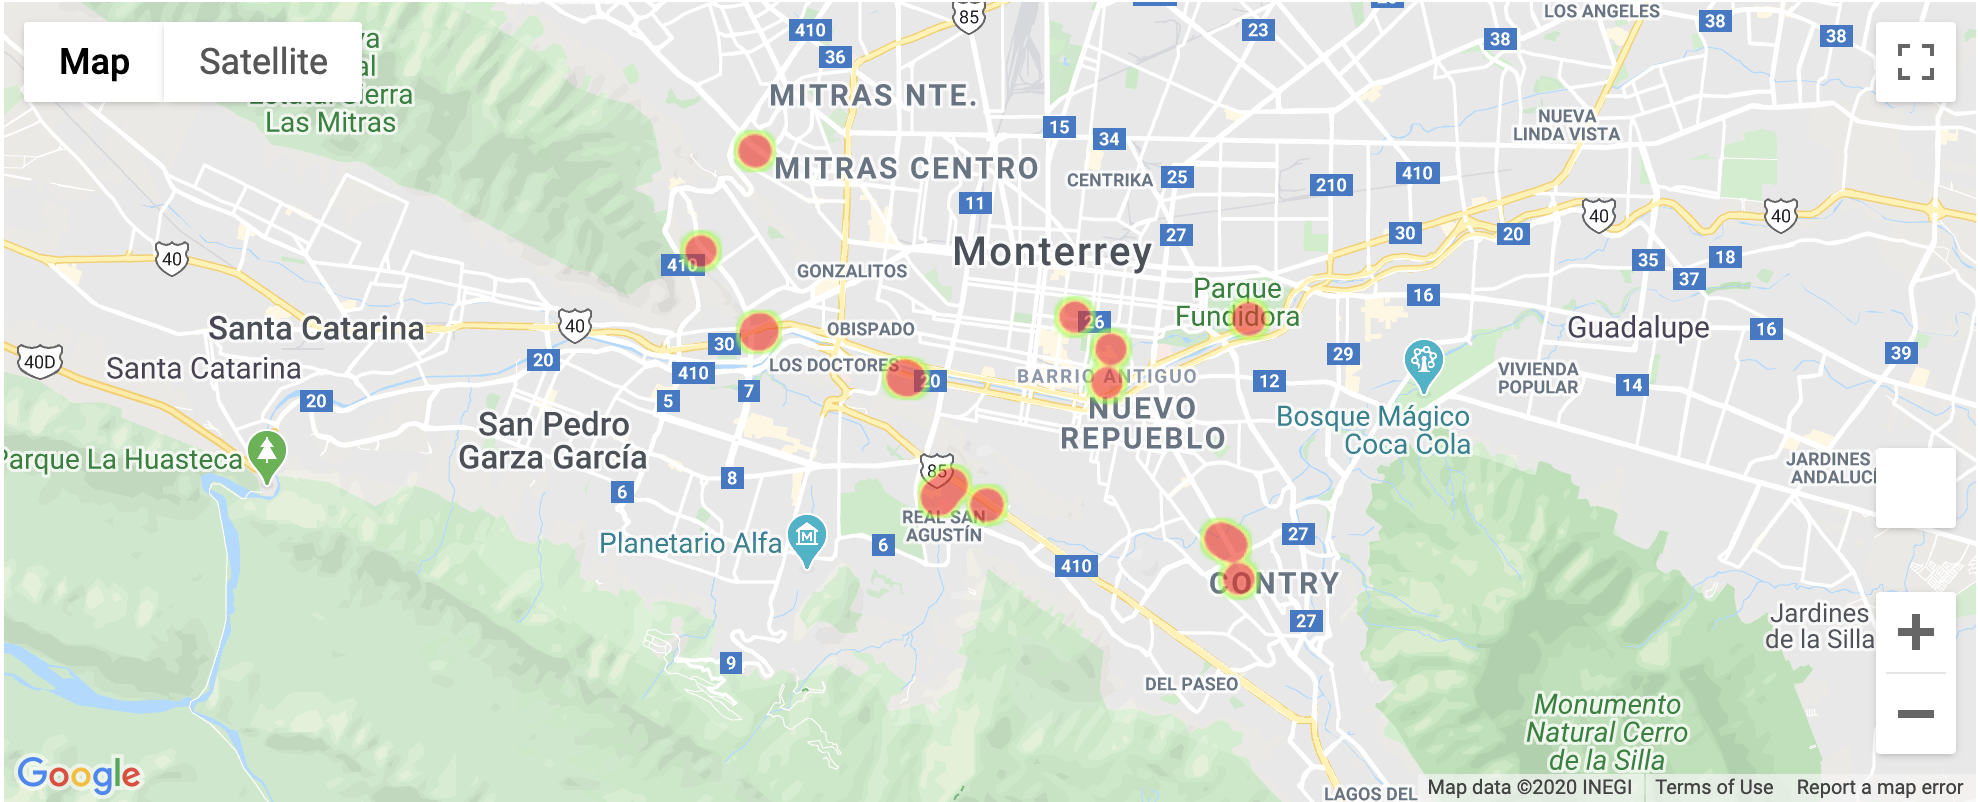 Map
Satellite
Estatal Sierra
Las Mitras
410
36
85
23
LOS ANGELES
38
38
38
MITRAS NTE.
15
34
NUEVA
LINDA VISTA
MITRAS CENTRO
CENTRIKA
25
210
410
11
40
40
40
Monterrey
27
30
20
410
GONZALITOS
35
18
37
Parque
Fundidora
16
Santa Catarina
40
OBISPADO
26
Guadalupe
16
40D
Santa Catarina
20
30
410
LOS DOCTORES
20
BARRIO ANTIGUO
29
12
VIVIENDA
POPULAR
14
39
20
5
7
NUEVO
REPUEBLO
Bosque Mágico
Coca Cola
San Pedro
Garza García
Parque La Huasteca
85
8
6
JARDINES
ANDALUCÍ
REAL SAN
AGUSTÍN
Planetario Alfa
6
27
410
CONTRY
27
Jardines
de la Silla
9
DEL PASEO
Monumento
Natural Cerro
de la Silla
Google
LAGOS DEL
Map data ©2020 INEGI
Terms of Use
Report a map error